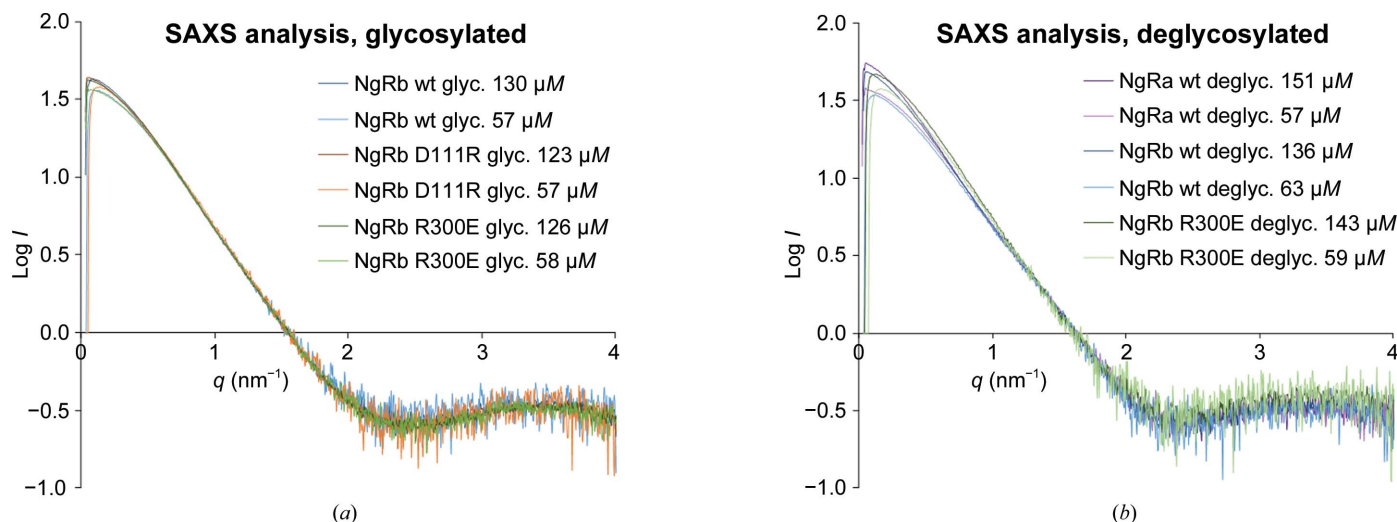 SAXS analysis, glycosylated
2.0
1.5
1.0
0.5
0.0
−0.5
−1.0
Log I
NgRb wt glyc. 130 µM
NgRb wt glyc. 57 µM
NgRb D111R glyc. 123 µM
NgRb D111R glyc. 57 µM
NgRb R300E glyc. 126 µM
NgRb R300E glyc. 58 µM
0 1 2 3 4
q (nm⁻¹)
(a)
SAXS analysis, deglycosylated
2.0
1.5
1.0
0.5
0.0
−0.5
−1.0
Log I
NgRa wt deglyc. 151 µM
NgRa wt deglyc. 57 µM
NgRb wt deglyc. 136 µM
NgRb wt deglyc. 63 µM
NgRb R300E deglyc. 143 µM
NgRb R300E deglyc. 59 µM
0 1 2 3 4
q (nm⁻¹)
(b)